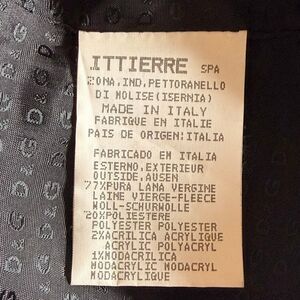 ITTIERRE SPA
ZONA.IND.PETTORANELLO
DI MOLISE(ISERNIA)
MADE IN ITALY
FABRIQUE EN ITALIE
PAIS DE ORIGEN:ITALIA
FABRICADO EN ITALIA
ESTERNO.EXTERIEUR
OUTSIDE.AUSEN
77%PURA LANA VERGINE
LAINE VIERGE-FLEECE
WOLL-SCHURWOLLE
20%POLIESTERE
POLYESTER POLYESTER
2%ACRILICA ACRYLIQUE
ACRYLIC POLYACRYL
1%MODACRILICA
MODACRYLIC MODACRYL
MODACRYLIQUE
D&G